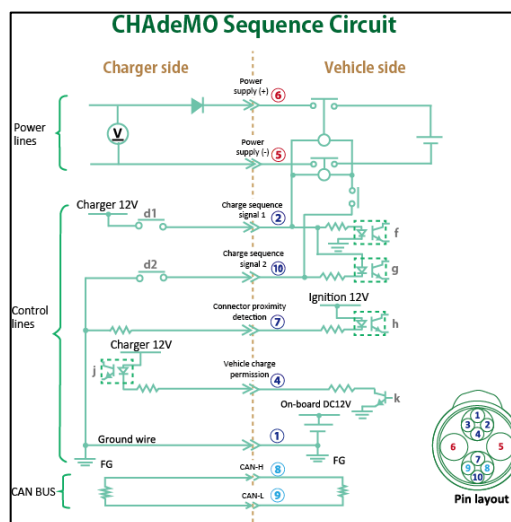 CHAdeMO Sequence Circuit
Charger side
Vehicle side
Power
supply (+)
6
Power
lines
V
Power
supply (-)
5
Charger 12V
d1
Charge sequence
signal 1
2
f
d2
Charge sequence
signal 2
10
g
Control
lines
Connector proximity
detection
7
Ignition 12V
h
Charger 12V
j
Vehicle charge
permission
4
k
On-board DC12V
Ground wire
1
FG
FG
CAN BUS
CAN-H
8
CAN-L
9
1
3
2
4
6
5
7
9
8
10
Pin layout